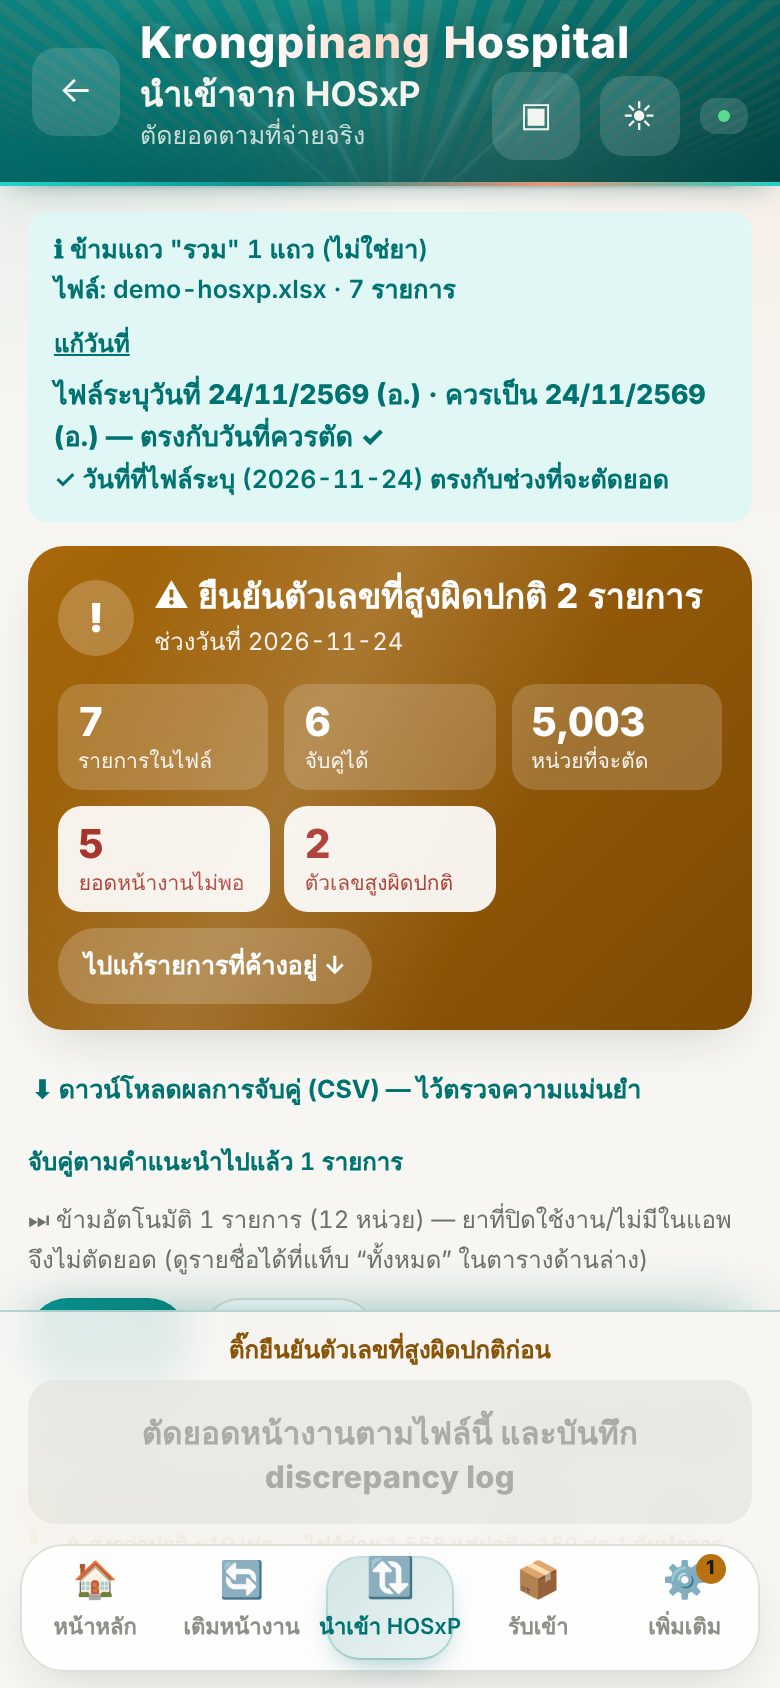 Krongpinang Hospital
นำเข้าจาก HOSxP
ตัดยอดตามที่จ่ายจริง
ℹ ข้ามแถว "รวม" 1 แถว (ไม่ใช่ยา)
ไฟล์: demo-hosxp.xlsx · 7 รายการ
แก้วันที่
ไฟล์ระบุวันที่ 24/11/2569 (อ.) · ควรเป็น 24/11/2569
(อ.) — ตรงกับวันที่ควรตัด ✓
✓ วันที่ที่ไฟล์ระบุ (2026-11-24) ตรงกับช่วงที่จะตัดยอด
! ⚠ ยืนยันตัวเลขที่สูงผิดปกติ 2 รายการ
ช่วงวันที่ 2026-11-24
7 6 5,003
รายการในไฟล์ จับคู่ได้ หน่วยที่จะตัด
5 2
ยอดหน้างานไม่พอ ตัวเลขสูงผิดปกติ
ไปแก้รายการที่ค้างอยู่ ↓
⬇ ดาวน์โหลดผลการจับคู่ (CSV) — ไว้ตรวจความแม่นยำ
จับคู่ตามคำแนะนำไปแล้ว 1 รายการ
⏭ ข้ามอัตโนมัติ 1 รายการ (12 หน่วย) — ยาที่ปิดใช้งาน/ไม่มีในแอพ
จึงไม่ตัดยอด (ดูรายชื่อได้ที่แท็บ “ทั้งหมด” ในตารางด้านล่าง)
ติ๊กยืนยันตัวเลขที่สูงผิดปกติก่อน
ตัดยอดหน้างานตามไฟล์นี้ และบันทึก
discrepancy log
1
หน้าหลัก เติมหน้างาน นำเข้า HOSxP รับเข้า เพิ่มเติม